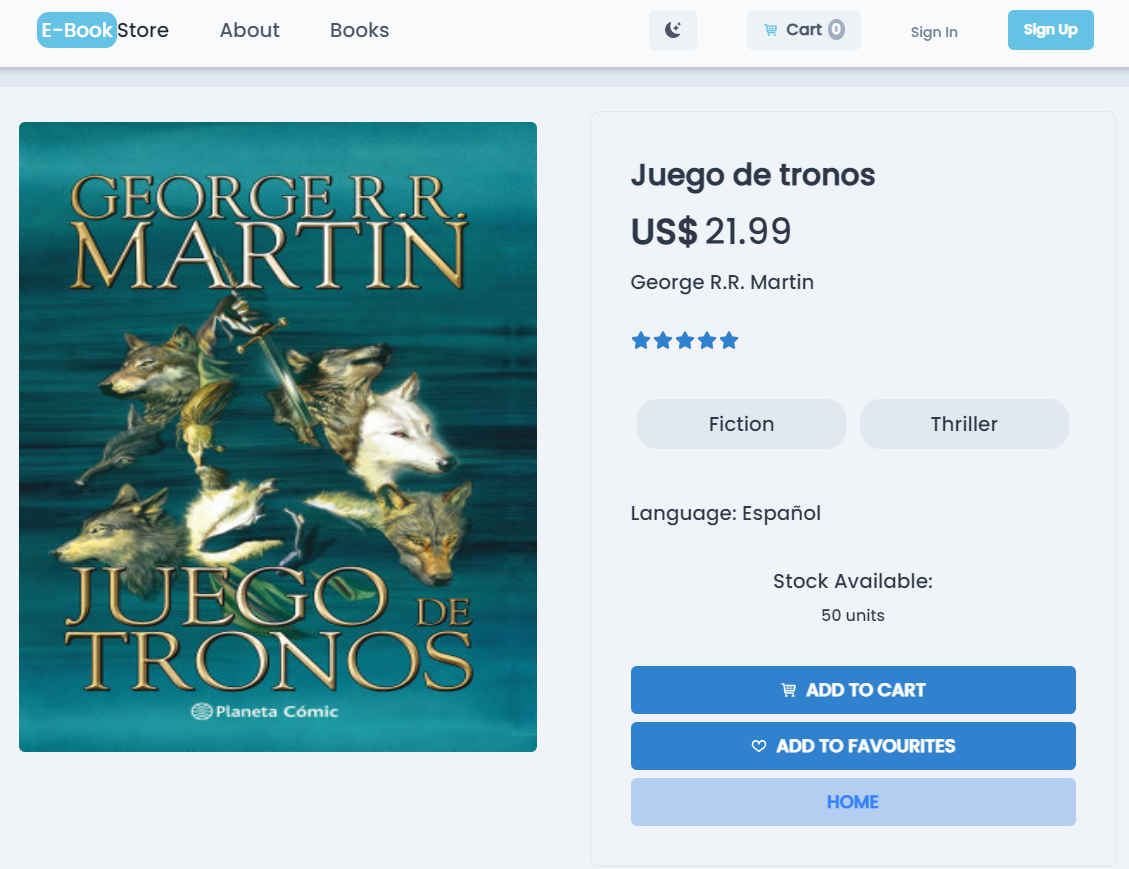 E-Book Store About Books Cart 0 Sign In Sign Up
GEORGE R.R.
MARTIN
JUEGO DE
TRONOS
Planeta Cómic
Juego de tronos
US$ 21.99
George R.R. Martin
Fiction Thriller
Language: Español
Stock Available:
50 units
ADD TO CART
ADD TO FAVOURITES
HOME